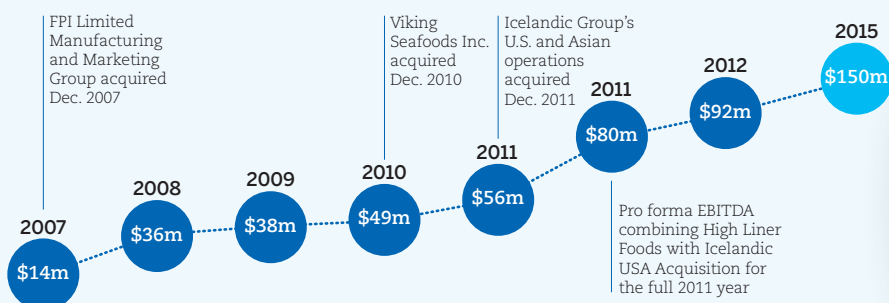 FPI Limited
Manufacturing
and Marketing
Group acquired
Dec. 2007
Viking
Seafoods Inc.
acquired
Dec. 2010
Icelandic Group's
U.S. and Asian
operations
acquired
Dec. 2011
2007
$14m
2008
$36m
2009
$38m
2010
$49m
2011
$56m
2011
$80m
2012
$92m
2015
$150m
Pro forma EBITDA
combining High Liner
Foods with Icelandic
USA Acquisition for
the full 2011 year